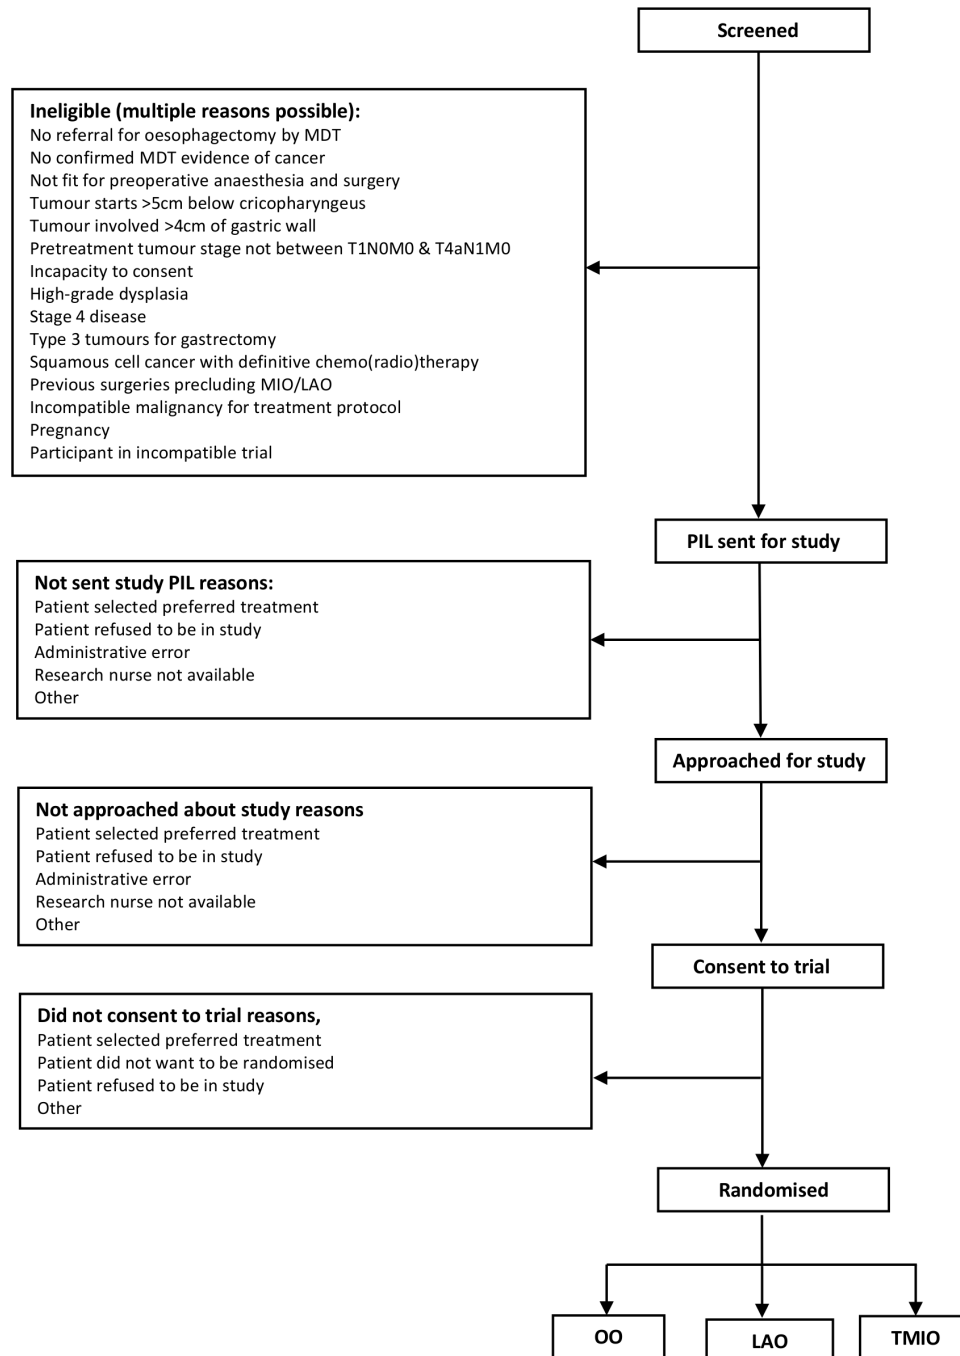 Screened
Ineligible (multiple reasons possible):
No referral for oesophagectomy by MDT
No confirmed MDT evidence of cancer
Not fit for preoperative anaesthesia and surgery
Tumour starts >5cm below cricopharyngeus
Tumour involved >4cm of gastric wall
Pretreatment tumour stage not between T1N0M0 & T4aN1M0
Incapacity to consent
High-grade dysplasia
Stage 4 disease
Type 3 tumours for gastrectomy
Squamous cell cancer with definitive chemo(radio)therapy
Previous surgeries precluding MIO/LAO
Incompatible malignancy for treatment protocol
Pregnancy
Participant in incompatible trial
PIL sent for study
Not sent study PIL reasons:
Patient selected preferred treatment
Patient refused to be in study
Administrative error
Research nurse not available
Other
Approached for study
Not approached about study reasons
Patient selected preferred treatment
Patient refused to be in study
Administrative error
Research nurse not available
Other
Consent to trial
Did not consent to trial reasons,
Patient selected preferred treatment
Patient did not want to be randomised
Patient refused to be in study
Other
Randomised
OO
LAO
TMIO